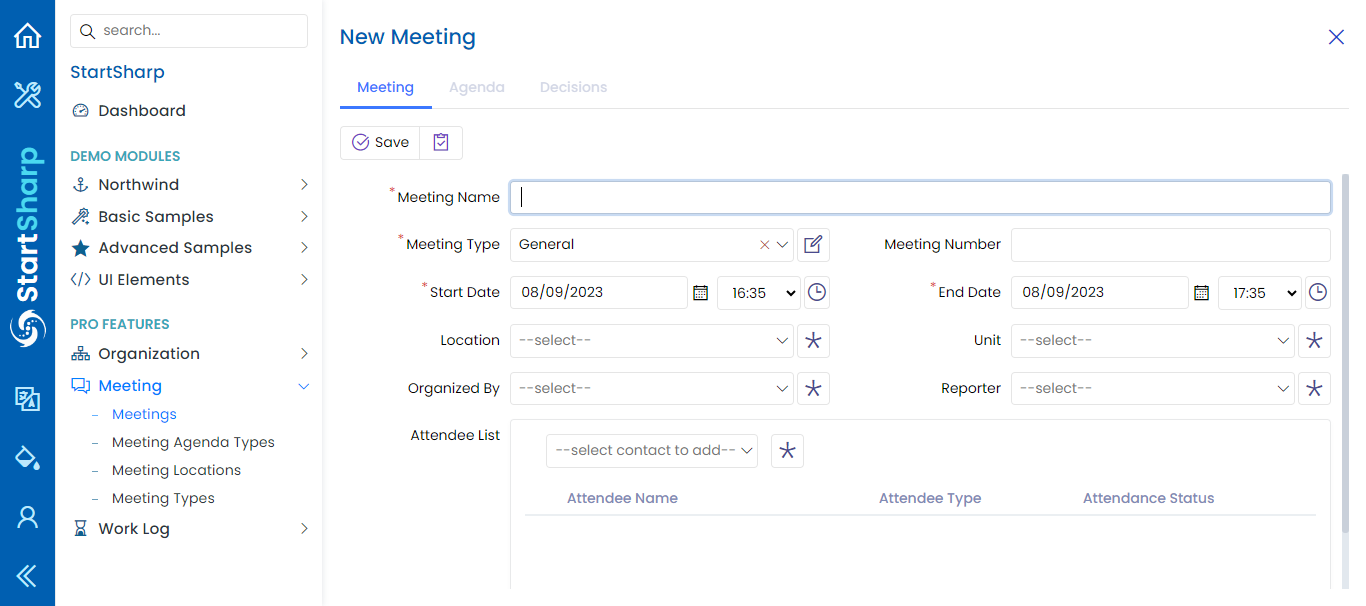 StartSharp
search...
StartSharp
Dashboard
DEMO MODULES
Northwind
Basic Samples
Advanced Samples
UI Elements
PRO FEATURES
Organization
Meeting
– Meetings
– Meeting Agenda Types
– Meeting Locations
– Meeting Types
Work Log
New Meeting
Meeting Agenda Decisions
Save
* Meeting Name
* Meeting Type General Meeting Number
* Start Date 08/09/2023 16:35 * End Date 08/09/2023 17:35
Location --select-- Unit --select--
Organized By --select-- Reporter --select--
Attendee List
--select contact to add--
Attendee Name Attendee Type Attendance Status